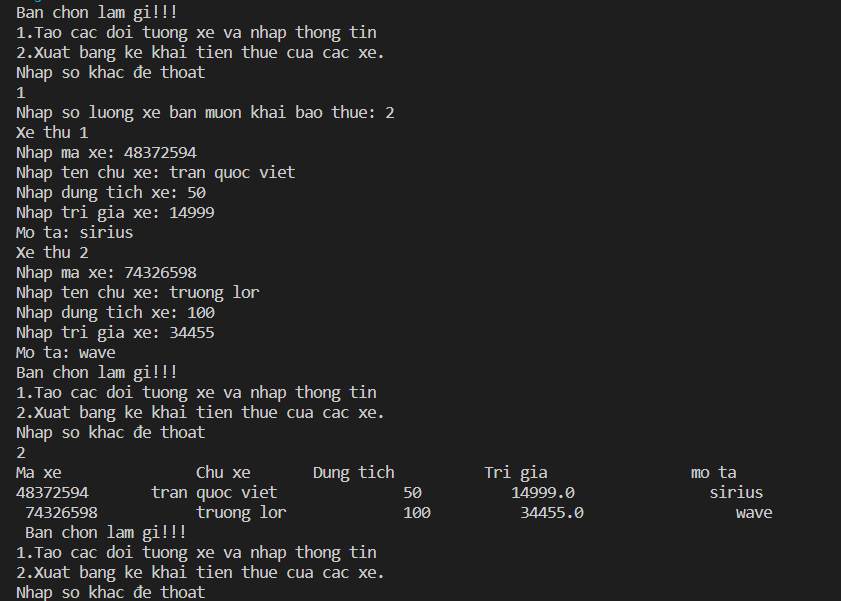 Ban chon lam gi!!!
1.Tao cac doi tuong xe va nhap thong tin
2.Xuat bang ke khai tien thue cua cac xe.
Nhap so khac đe thoat
1
Nhap so luong xe ban muon khai bao thue: 2
Xe thu 1
Nhap ma xe: 48372594
Nhap ten chu xe: tran quoc viet
Nhap dung tich xe: 50
Nhap tri gia xe: 14999
Mo ta: sirius
Xe thu 2
Nhap ma xe: 74326598
Nhap ten chu xe: truong lor
Nhap dung tich xe: 100
Nhap tri gia xe: 34455
Mo ta: wave
Ban chon lam gi!!!
1.Tao cac doi tuong xe va nhap thong tin
2.Xuat bang ke khai tien thue cua cac xe.
Nhap so khac đe thoat
2
Ma xe               Chu xe       Dung tich          Tri gia                mo ta
48372594       tran quoc viet              50          14999.0               sirius
 74326598           truong lor             100          34455.0                 wave
 Ban chon lam gi!!!
1.Tao cac doi tuong xe va nhap thong tin
2.Xuat bang ke khai tien thue cua cac xe.
Nhap so khac đe thoat